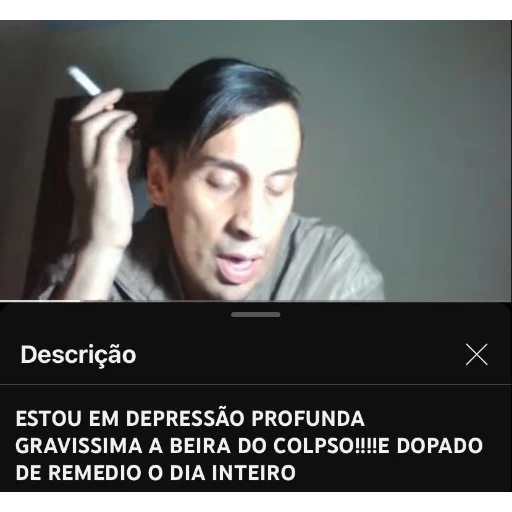 Descrição
ESTOU EM DEPRESSÃO PROFUNDA
GRAVISSIMA A BEIRA DO COLPSO!!!!E DOPADO
DE REMEDIO O DIA INTEIRO